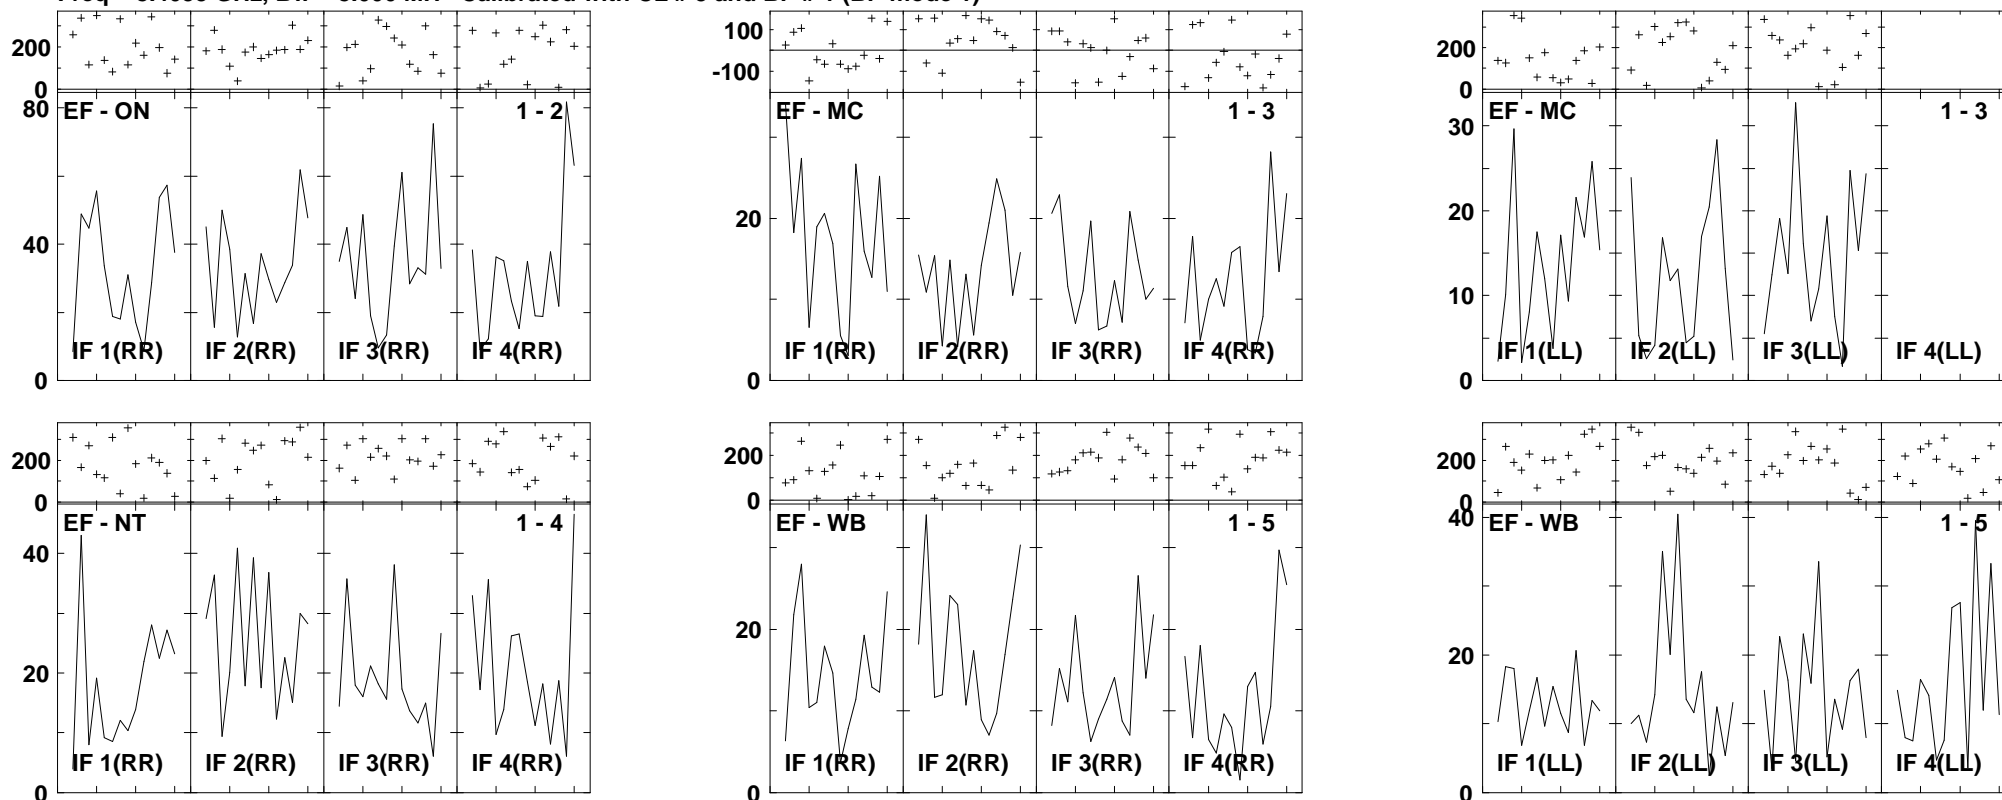 200
0
80
40
0
EF - ON
1 - 2
IF 1(RR)
IF 2(RR)
IF 3(RR)
IF 4(RR)
100
-100
20
0
EF - MC
1 - 3
IF 1(RR)
IF 2(RR)
IF 3(RR)
IF 4(RR)
200
0
30
20
10
0
EF - MC
1 - 3
IF 1(LL)
IF 2(LL)
IF 3(LL)
IF 4(LL)
200
0
40
20
0
EF - NT
1 - 4
IF 1(RR)
IF 2(RR)
IF 3(RR)
IF 4(RR)
200
0
20
0
EF - WB
1 - 5
IF 1(RR)
IF 2(RR)
IF 3(RR)
IF 4(RR)
200
0
40
20
0
EF - WB
1 - 5
IF 1(LL)
IF 2(LL)
IF 3(LL)
IF 4(LL)